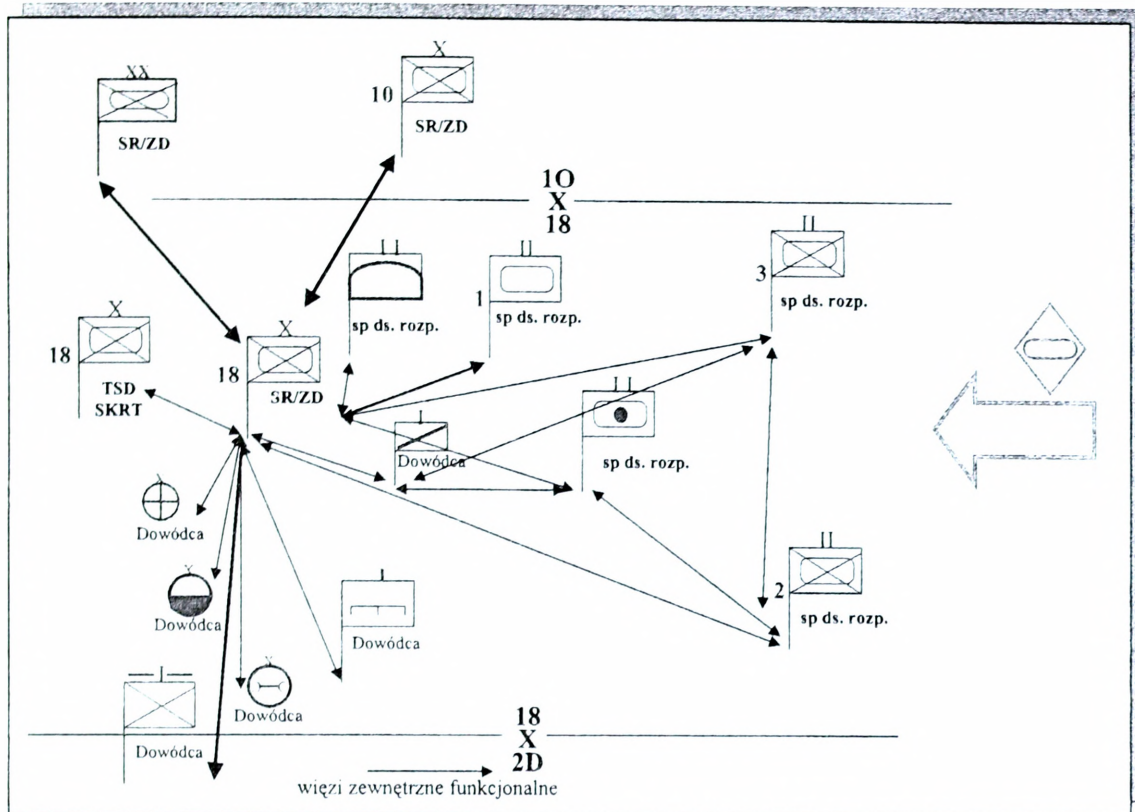 XX
SR/ZD
X
10
SR/ZD
1O
X
18
X
18
TSD
SKRT
X
18
SR/ZD
I I
sp ds. rozp.
II
1
sp ds. rozp.
II
3
sp ds. rozp.
I
Dowódca
I I
sp ds. rozp.
Dowódca
Dowódca
I
Dowódca
II
2
sp ds. rozp.
Dowódca
I
Dowódca
18
X
2D
więzi zewnętrzne funkcjonalne